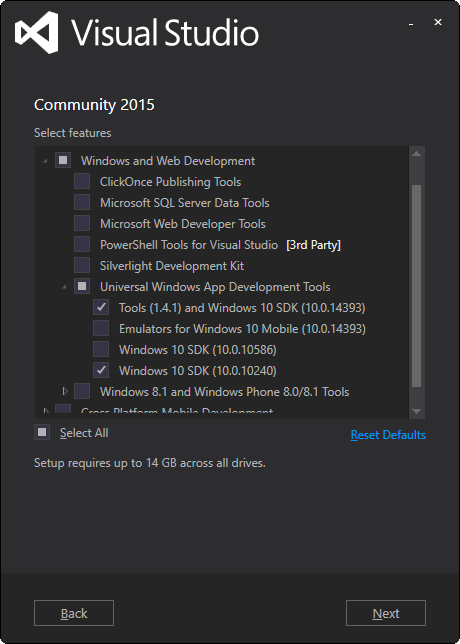 Visual Studio
Community 2015
Select features
Windows and Web Development
ClickOnce Publishing Tools
Microsoft SQL Server Data Tools
Microsoft Web Developer Tools
PowerShell Tools for Visual Studio [3rd Party]
Silverlight Development Kit
Universal Windows App Development Tools
Tools (1.4.1) and Windows 10 SDK (10.0.14393)
Emulators for Windows 10 Mobile (10.0.14393)
Windows 10 SDK (10.0.10586)
Windows 10 SDK (10.0.10240)
Windows 8.1 and Windows Phone 8.0/8.1 Tools
Cross Platform Mobile Development
Select All
Reset Defaults
Setup requires up to 14 GB across all drives.
Back
Next